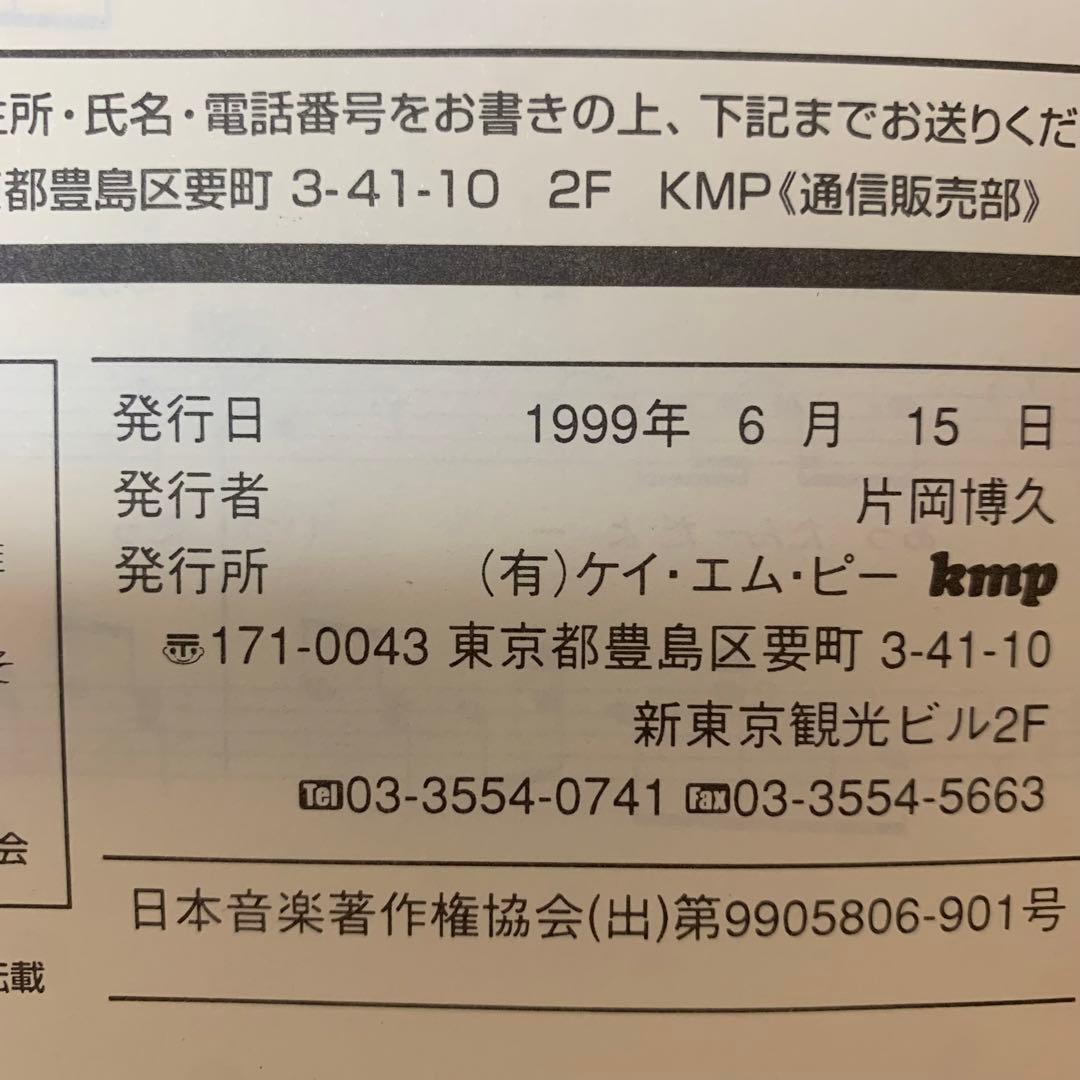 所・氏名・電話番号をお書きの上、下記までお送りくだ
都豊島区要町 3-41-10 2F KMP《通信販売部》
発行日 1999年 6 月 15 日
発行者 片岡博久
発行所 (有)ケイ・エム・ピー kmp
〠171-0043 東京都豊島区要町 3-41-10
新東京観光ビル2F
Tel03-3554-0741 Fax03-3554-5663
日本音楽著作権協会(出)第9905806-901号
そ
会
転載